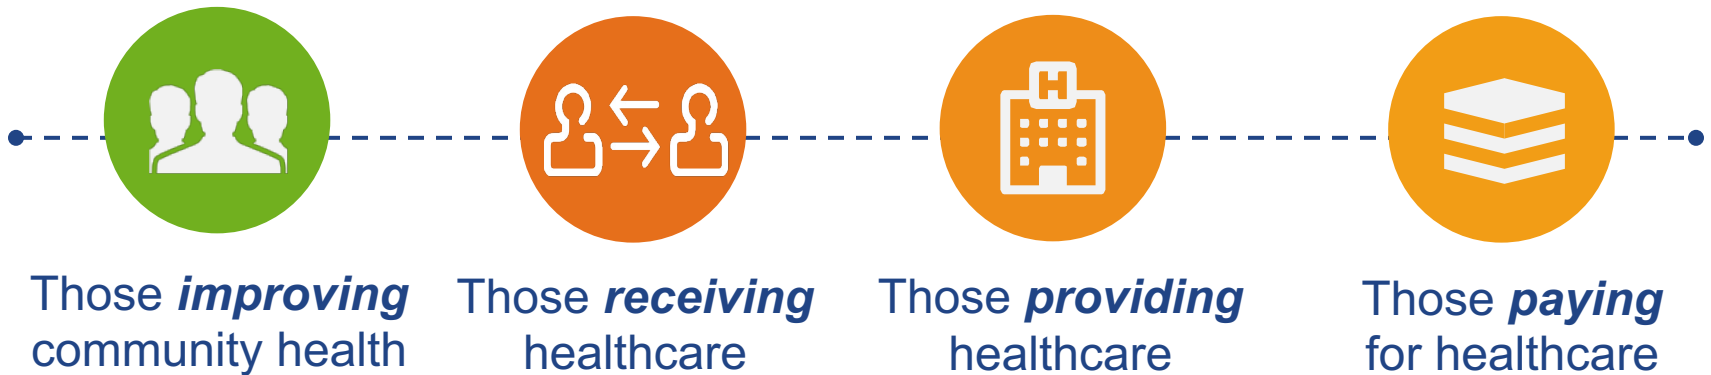 H
Those improving
community health
Those receiving
healthcare
Those providing
healthcare
Those paying
for healthcare